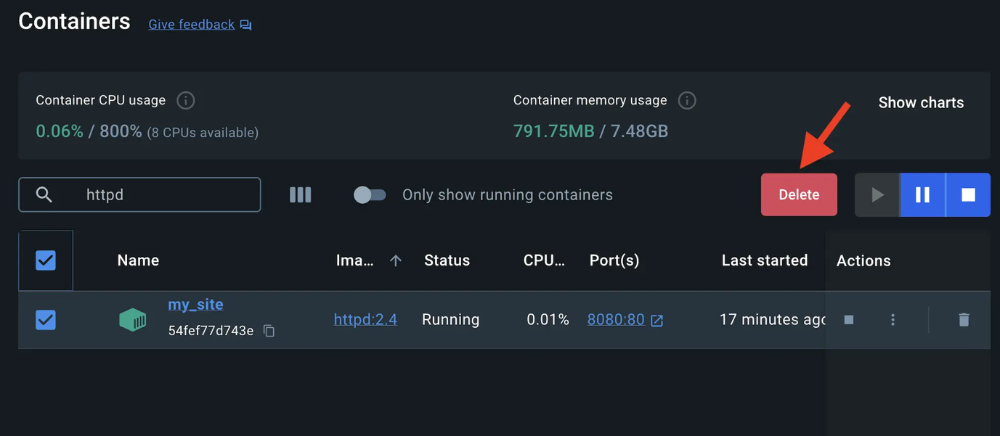 Containers Give feedback
Container CPU usage
0.06% / 800% (8 CPUs available)
Container memory usage
791.75MB / 7.48GB
Show charts
httpd
Only show running containers
Delete
Name Ima... Status CPU... Port(s) Last started Actions
my_site
54fef77d743e
httpd:2.4 Running 0.01% 8080:80 17 minutes ago